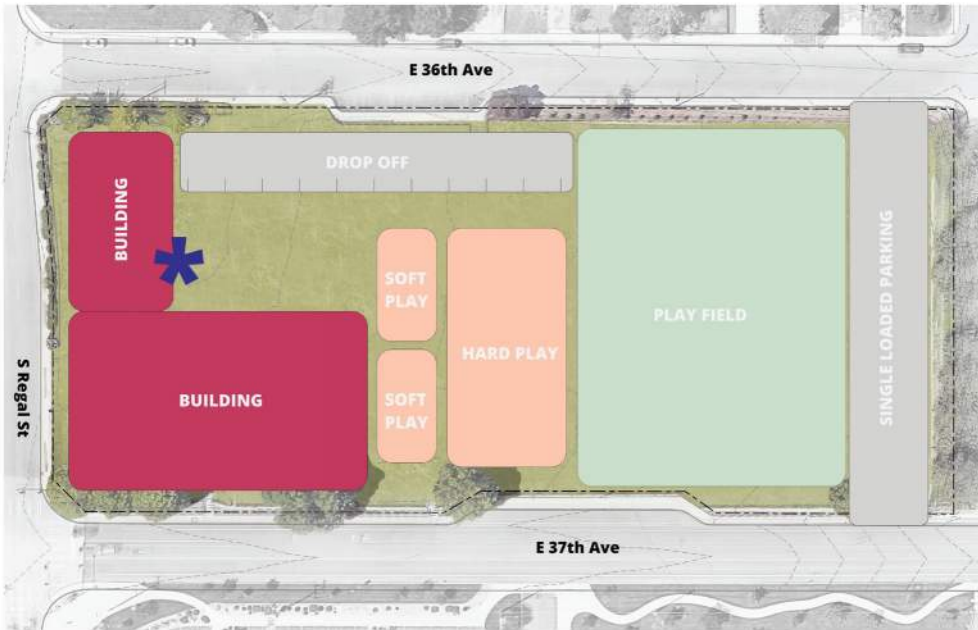 E 36th Ave
DROP OFF
BUILDING
SOFT
PLAY
HARD PLAY
PLAY FIELD
SINGLE LOADED PARKING
S Regal St
BUILDING
SOFT
PLAY
E 37th Ave